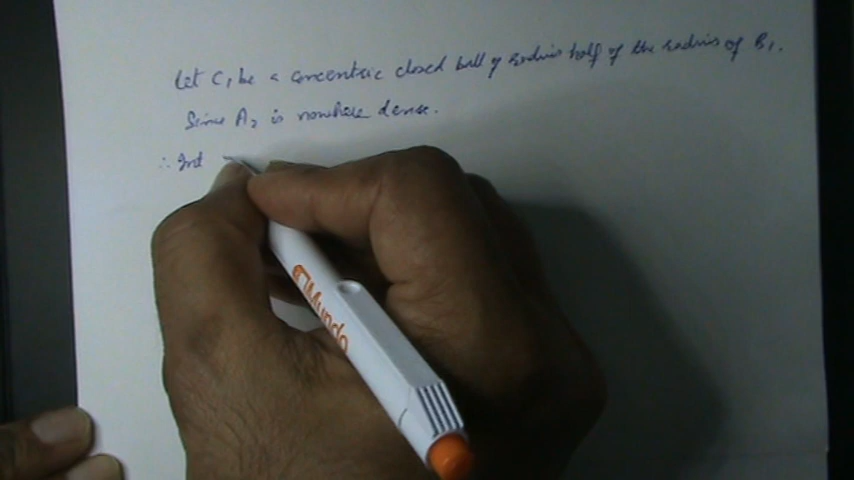 Let C₁ be a concentric closed ball of radius half of the radius of B₁.
Since A₂ is nowhere dense.
∴ Int
Mundo